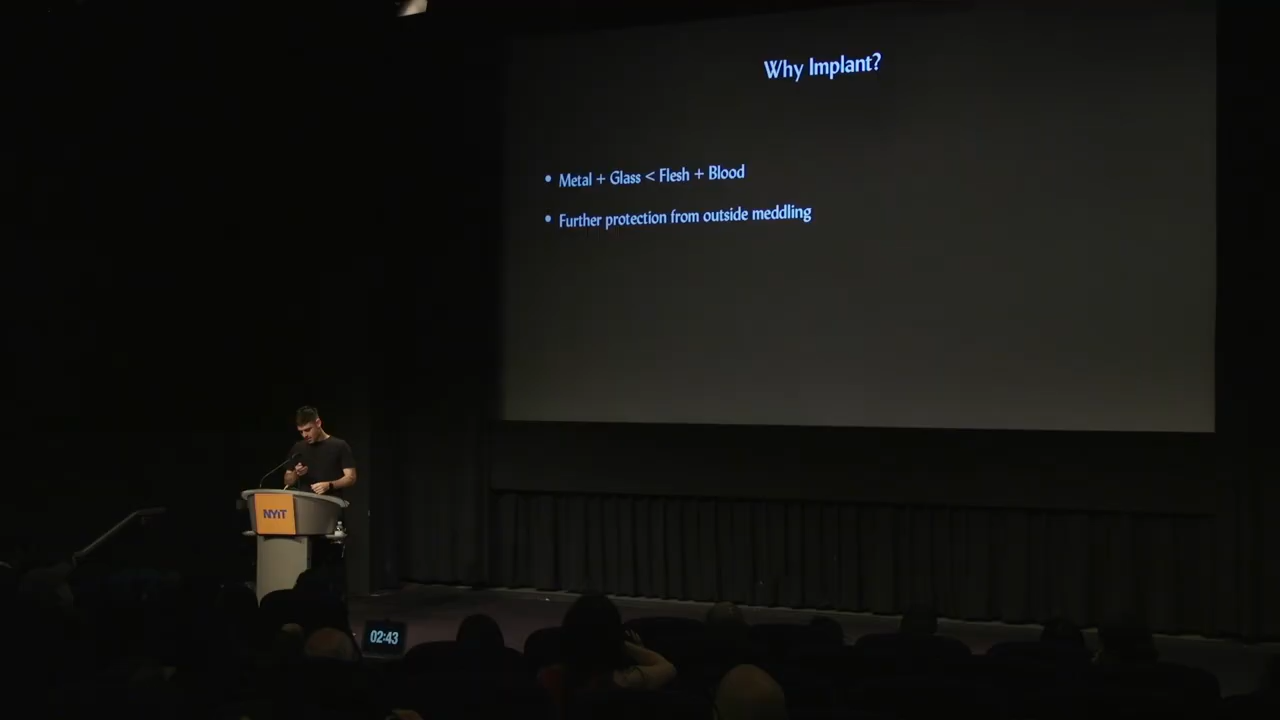 Why Implant?
• Metal + Glass < Flesh + Blood
• Further protection from outside meddling
NYiT
02:43